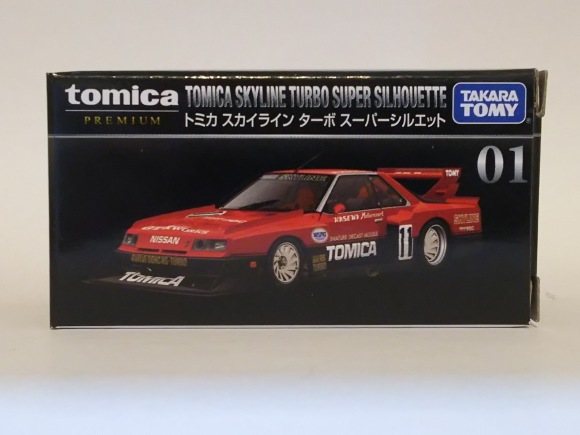 tomica
PREMIUM
TOMICA SKYLINE TURBO SUPER SILHOUETTE
トミカ スカイライン ターボ スーパーシルエット
TAKARA
TOMY
01
TOMY
NISSAN
TOMICA
11
SKYLINE
TOMICA